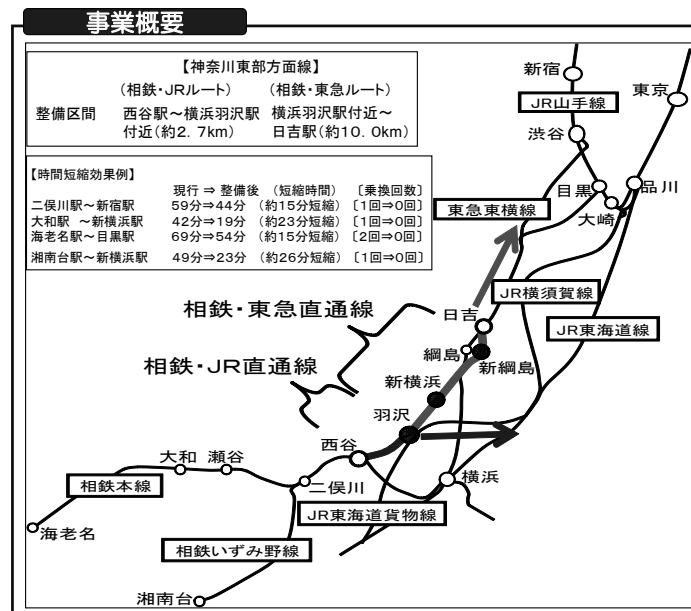 事業概要
【神奈川東部方面線】
(相鉄・JRルート) (相鉄・東急ルート)
整備区間 西谷駅~横浜羽沢駅 横浜羽沢駅付近~
付近(約2.7km) 日吉駅(約10.0km)
【時間短縮効果例】
現行 ⇒ 整備後 (短縮時間) 〔乗換回数〕
二俣川駅~新宿駅 59分⇒44分 (約15分短縮) 〔1回⇒0回〕
大和駅 ~新横浜駅 42分⇒19分 (約23分短縮) 〔1回⇒0回〕
海老名駅~目黒駅 69分⇒54分 (約15分短縮) 〔2回⇒0回〕
湘南台駅~新横浜駅 49分⇒23分 (約26分短縮) 〔1回⇒0回〕
新宿
東京
JR山手線
渋谷
目黒
品川
大崎
東急東横線
JR横須賀線
相鉄・東急直通線
日吉
JR東海道線
綱島
新綱島
相鉄・JR直通線
新横浜
羽沢
西谷
大和
瀬谷
横浜
二俣川
相鉄本線
JR東海道貨物線
海老名
相鉄いずみ野線
湘南台